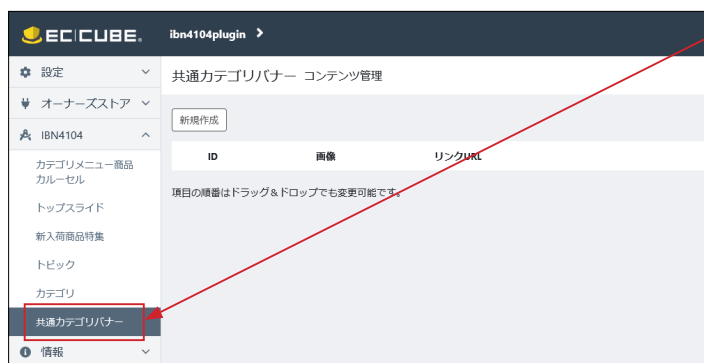 EC CUBE.
ibn4104plugin
設定
オーナーズストア
IBN4104
カテゴリメニュー商品
カルーセル
トップスライド
新入荷商品特集
トピック
カテゴリ
共通カテゴリバナー
情報
共通カテゴリバナー コンテンツ管理
新規作成
ID 画像 リンクURL
項目の順番はドラッグ&ドロップでも変更可能です。